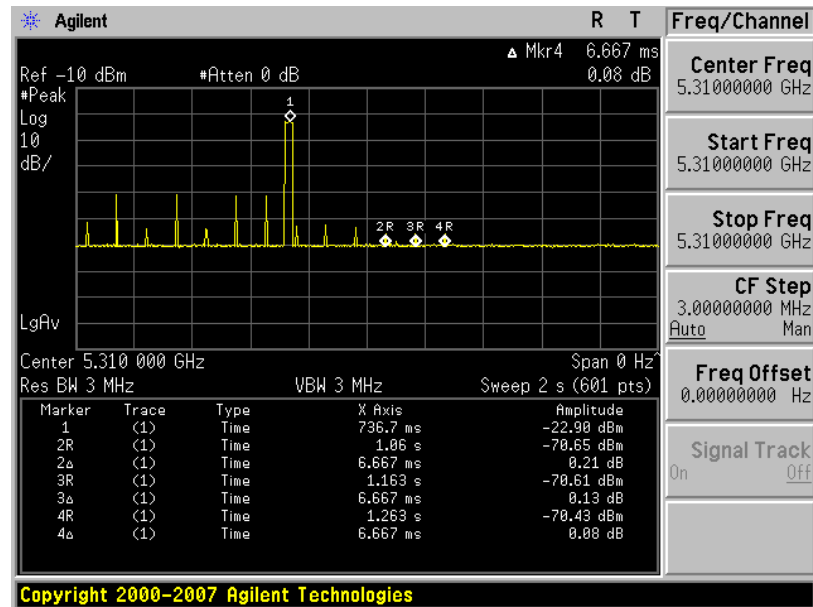 Agilent R T
Freq/Channel
▵ Mkr4 6.667 ms
Ref −10 dBm #Atten 0 dB 0.08 dB
#Peak
Log
10
dB/
1
2R 3R 4R
LgAv
Center 5.310 000 GHz Span 0 Hz^
Res BW 3 MHz VBW 3 MHz Sweep 2 s (601 pts)
Marker Trace Type X Axis Amplitude
1 (1) Time 736.7 ms −22.90 dBm
2R (1) Time 1.06 s −70.65 dBm
2▵ (1) Time 6.667 ms 0.21 dB
3R (1) Time 1.163 s −70.61 dBm
3▵ (1) Time 6.667 ms 0.13 dB
4R (1) Time 1.263 s −70.43 dBm
4▵ (1) Time 6.667 ms 0.08 dB
Center Freq
5.31000000 GHz
Start Freq
5.31000000 GHz
Stop Freq
5.31000000 GHz
CF Step
3.00000000 MHz
Auto Man
Freq Offset
0.00000000 Hz
Signal Track
On Off
Copyright 2000–2007 Agilent Technologies